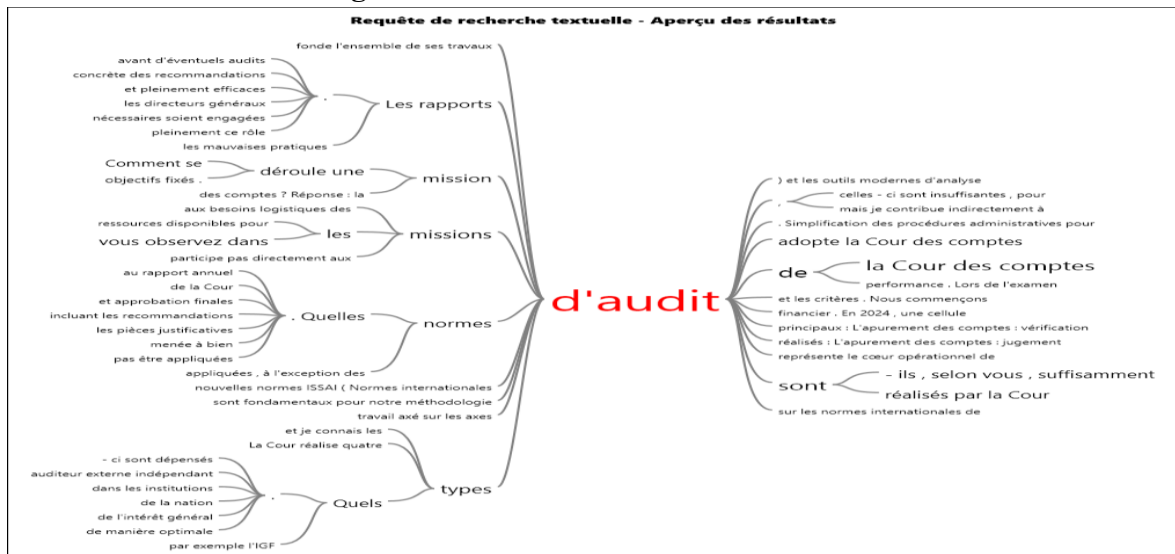 Requête de recherche textuelle - Aperçu des résultats
fonde l'ensemble de ses travaux
avant d'éventuels audits
concrète des recommandations
et pleinement efficaces
les directeurs généraux
nécessaires soient engagées
pleinement ce rôle
.
Les rapports
les mauvaises pratiques
Comment se
objectifs fixés .
déroule une
mission
des comptes ? Réponse : la
aux besoins logistiques des
ressources disponibles pour
vous observez dans
les
missions
participe pas directement aux
au rapport annuel
de la Cour
et approbation finales
incluant les recommandations
les pièces justificatives
menée à bien
pas être appliquées
. Quelles
normes
appliquées , à l'exception des
nouvelles normes ISSAI ( Normes internationales
sont fondamentaux pour notre méthodologie
travail axé sur les axes
et je connais les
La Cour réalise quatre
- ci sont dépensés
auditeur externe indépendant
dans les institutions
de la nation
de l'intérêt général
de manière optimale
.
Quels
types
par exemple l'IGF
d'audit
) et les outils modernes d'analyse
,
celles - ci sont insuffisantes , pour
mais je contribue indirectement à
. Simplification des procédures administratives pour
adopte la Cour des comptes
de
la Cour des comptes
performance . Lors de l'examen
et les critères . Nous commençons
financier . En 2024 , une cellule
principaux : L'apurement des comptes : vérification
réalisés : L'apurement des comptes : jugement
représente le cœur opérationnel de
sont
- ils , selon vous , suffisamment
réalisés par la Cour
sur les normes internationales de